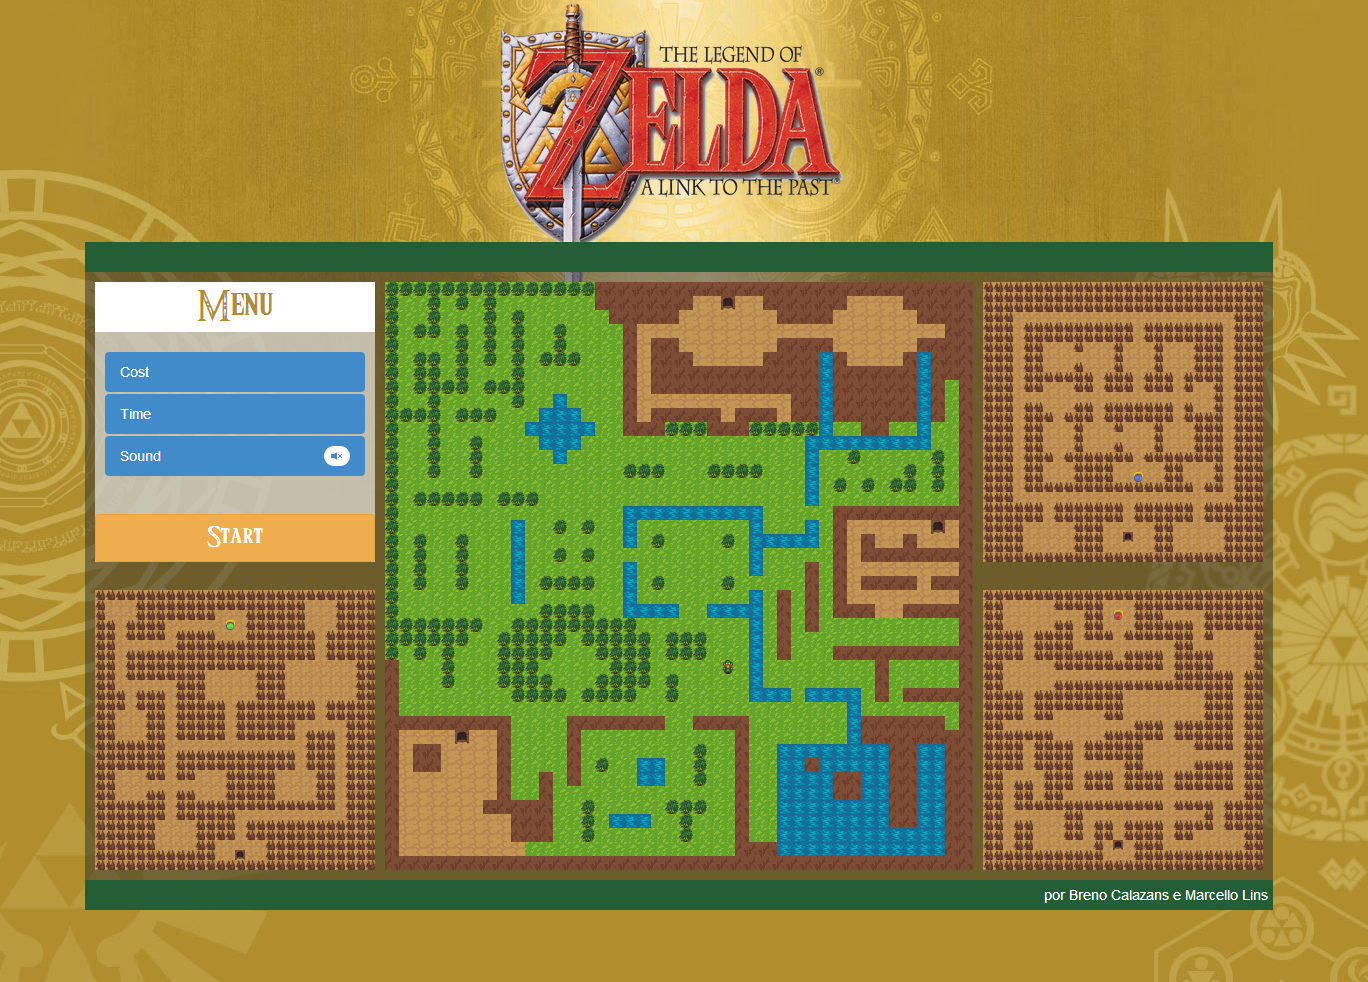 THE LEGEND OF
ZELDA®
A LINK TO THE PAST®
MENU
Cost
Time
Sound
START
por Breno Calazans e Marcello Lins